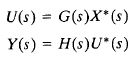 U(s) = G(s)X*(s)
Y(s) = H(s)U*(s)